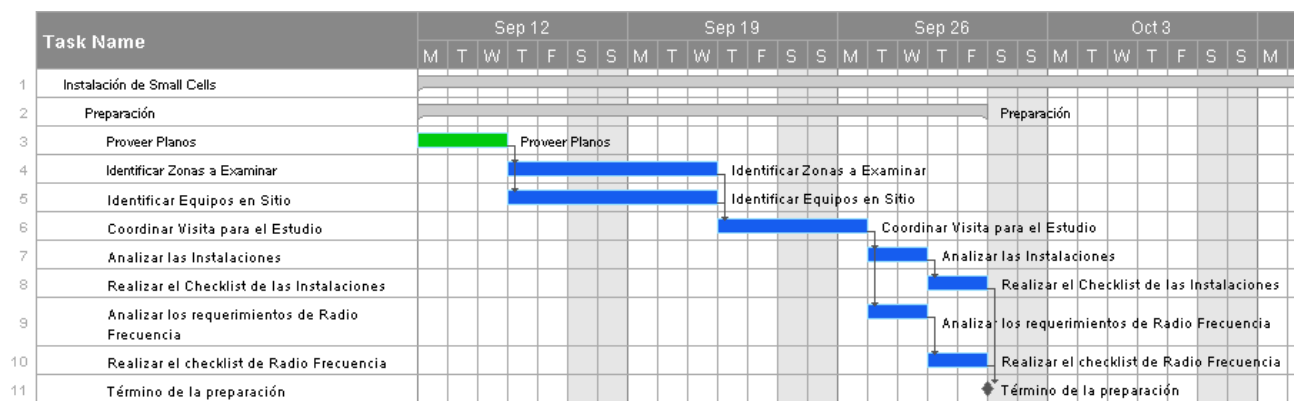 Task Name
Sep 12 Sep 19 Sep 26 Oct 3
M T W T F S S M T W T F S S M T W T F S S M T W T F S S M
1 Instalación de Small Cells
2 Preparación Preparación
3 Proveer Planos Proveer Planos
4 Identificar Zonas a Examinar Identificar Zonas a Examinar
5 Identificar Equipos en Sitio Identificar Equipos en Sitio
6 Coordinar Visita para el Estudio Coordinar Visita para el Estudio
7 Analizar las Instalaciones Analizar las Instalaciones
8 Realizar el Checklist de las Instalaciones Realizar el Checklist de las Instalaciones
9 Analizar los requerimientos de Radio
Frecuencia Analizar los requerimientos de Radio Frecuencia
10 Realizar el checklist de Radio Frecuencia Realizar el checklist de Radio Frecuencia
11 Término de la preparación Término de la preparación